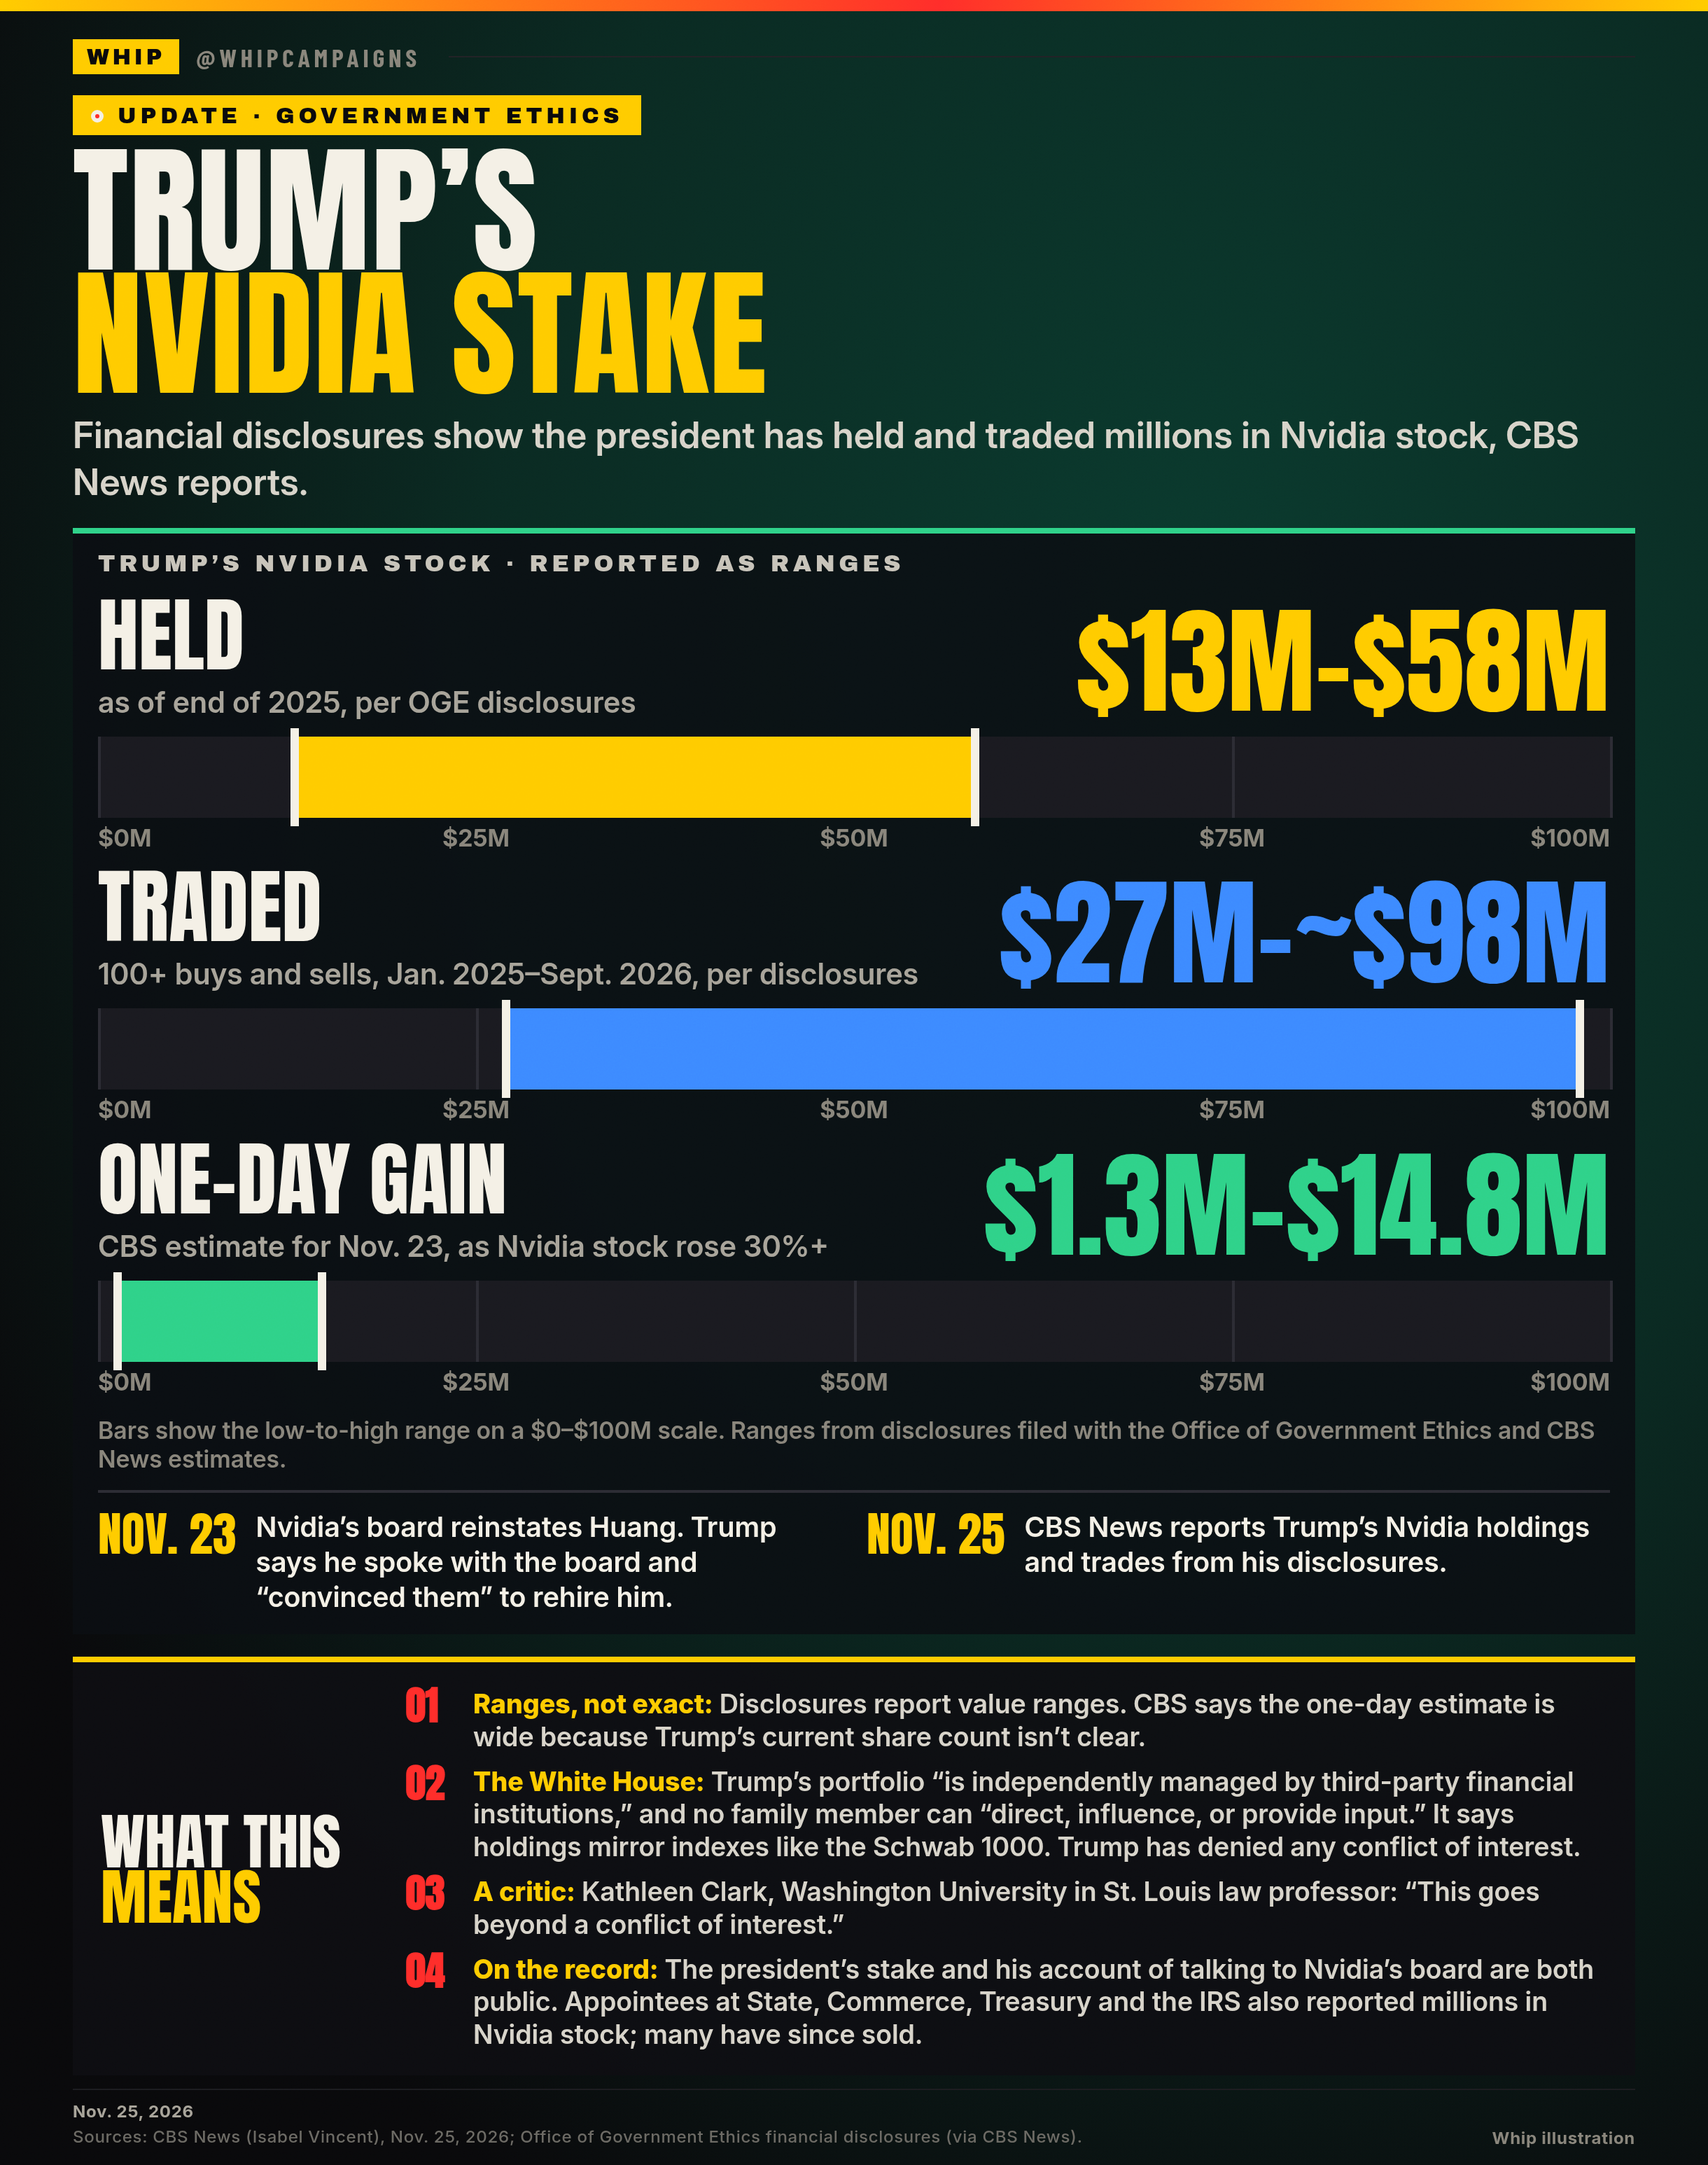 WHIP @WHIPCAMPAIGNS
UPDATE · GOVERNMENT ETHICS
TRUMP’S
NVIDIA STAKE
Financial disclosures show the president has held and traded millions in Nvidia stock, CBS
News reports.
TRUMP’S NVIDIA STOCK · REPORTED AS RANGES
HELD
$13M–$58M
as of end of 2025, per OGE disclosures
$0M $25M $50M $75M $100M
TRADED
$27M–~$98M
100+ buys and sells, Jan. 2025–Sept. 2026, per disclosures
$0M $25M $50M $75M $100M
ONE-DAY GAIN
$1.3M–$14.8M
CBS estimate for Nov. 23, as Nvidia stock rose 30%+
$0M $25M $50M $75M $100M
Bars show the low-to-high range on a $0–$100M scale. Ranges from disclosures filed with the Office of Government Ethics and CBS
News estimates.
NOV. 23
Nvidia’s board reinstates Huang. Trump
says he spoke with the board and
“convinced them” to rehire him.
NOV. 25
CBS News reports Trump’s Nvidia holdings
and trades from his disclosures.
WHAT THIS
MEANS
01 Ranges, not exact: Disclosures report value ranges. CBS says the one-day estimate is
wide because Trump’s current share count isn’t clear.
02 The White House: Trump’s portfolio “is independently managed by third-party financial
institutions,” and no family member can “direct, influence, or provide input.” It says
holdings mirror indexes like the Schwab 1000. Trump has denied any conflict of interest.
03 A critic: Kathleen Clark, Washington University in St. Louis law professor: “This goes
beyond a conflict of interest.”
04 On the record: The president’s stake and his account of talking to Nvidia’s board are both
public. Appointees at State, Commerce, Treasury and the IRS also reported millions in
Nvidia stock; many have since sold.
Nov. 25, 2026
Sources: CBS News (Isabel Vincent), Nov. 25, 2026; Office of Government Ethics financial disclosures (via CBS News).
Whip illustration